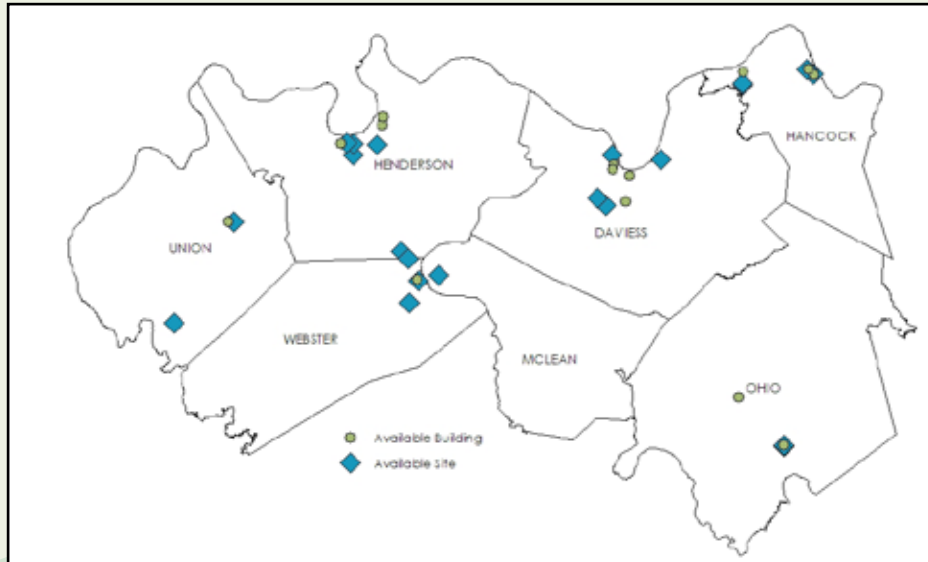 HANCOCK
HENDERSON
DAVIESS
UNION
WEBSTER
MCLEAN
OHIO
Available Building
Available Site